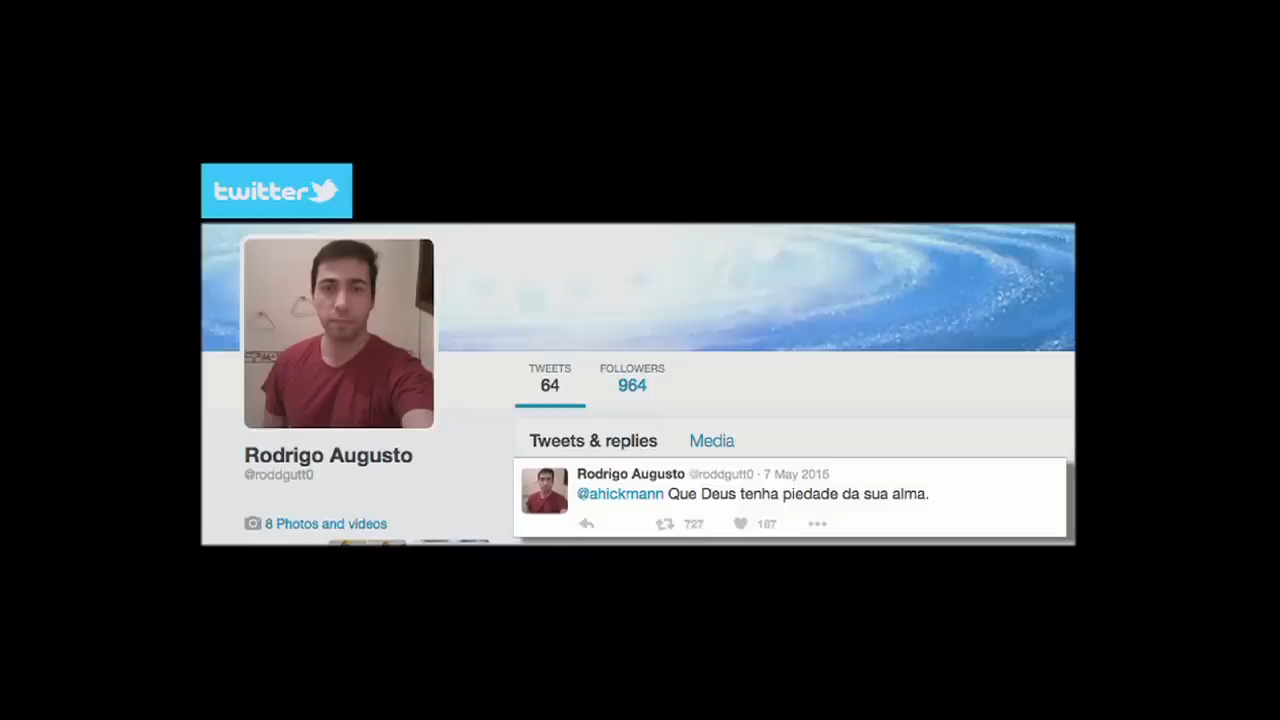 twitter
TWEETS FOLLOWERS
64 964
Tweets & replies Media
Rodrigo Augusto
@roddgutt0
8 Photos and videos
Rodrigo Augusto @roddgutt0 · 7 May 2015
@ahickmann Que Deus tenha piedade da sua alma.
727 187